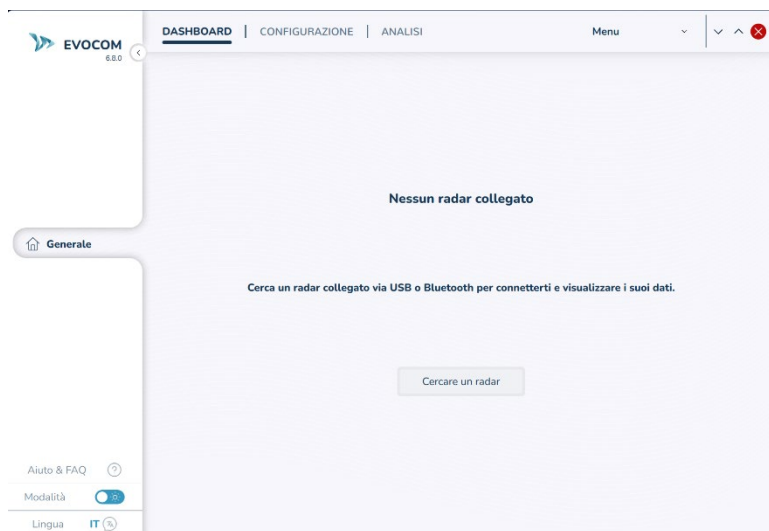 EVOCOM
6.8.0
DASHBOARD | CONFIGURAZIONE | ANALISI
Menu
Nessun radar collegato
Generale
Cerca un radar collegato via USB o Bluetooth per connetterti e visualizzare i suoi dati.
Cercare un radar
Aiuto & FAQ ?
Modalità
Lingua IT